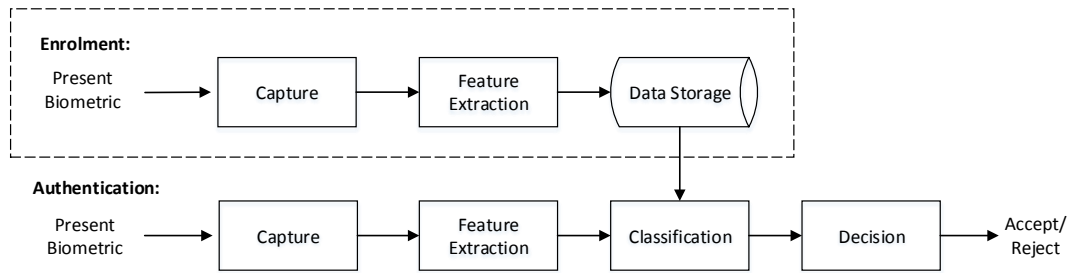 Enrolment:
Present
Biometric
Capture
Feature
Extraction
Data Storage
Authentication:
Present
Biometric
Capture
Feature
Extraction
Classification
Decision
Accept/
Reject